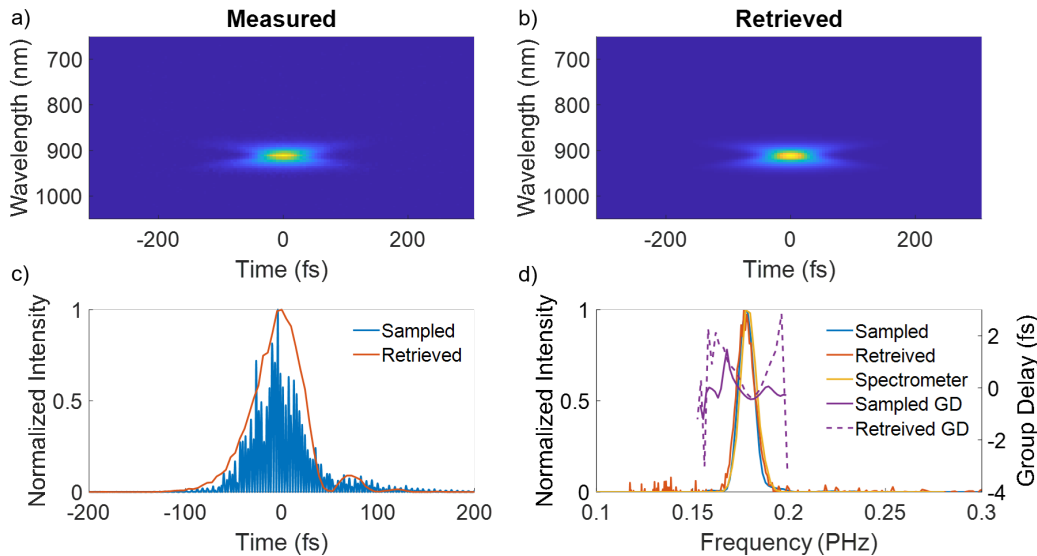 a)
Measured
Wavelength (nm)
700
800
900
1000
-200
0
200
Time (fs)
b)
Retrieved
Wavelength (nm)
700
800
900
1000
-200
0
200
Time (fs)
c)
Normalized Intensity
1
0.5
0
-200
-100
0
100
200
Time (fs)
Sampled
Retrieved
d)
Normalized Intensity
1
0.5
0
0.1
0.15
0.2
0.25
0.3
Frequency (PHz)
Sampled
Retreived
Spectrometer
Sampled GD
Retreived GD
2
0
-2
-4
Group Delay (fs)